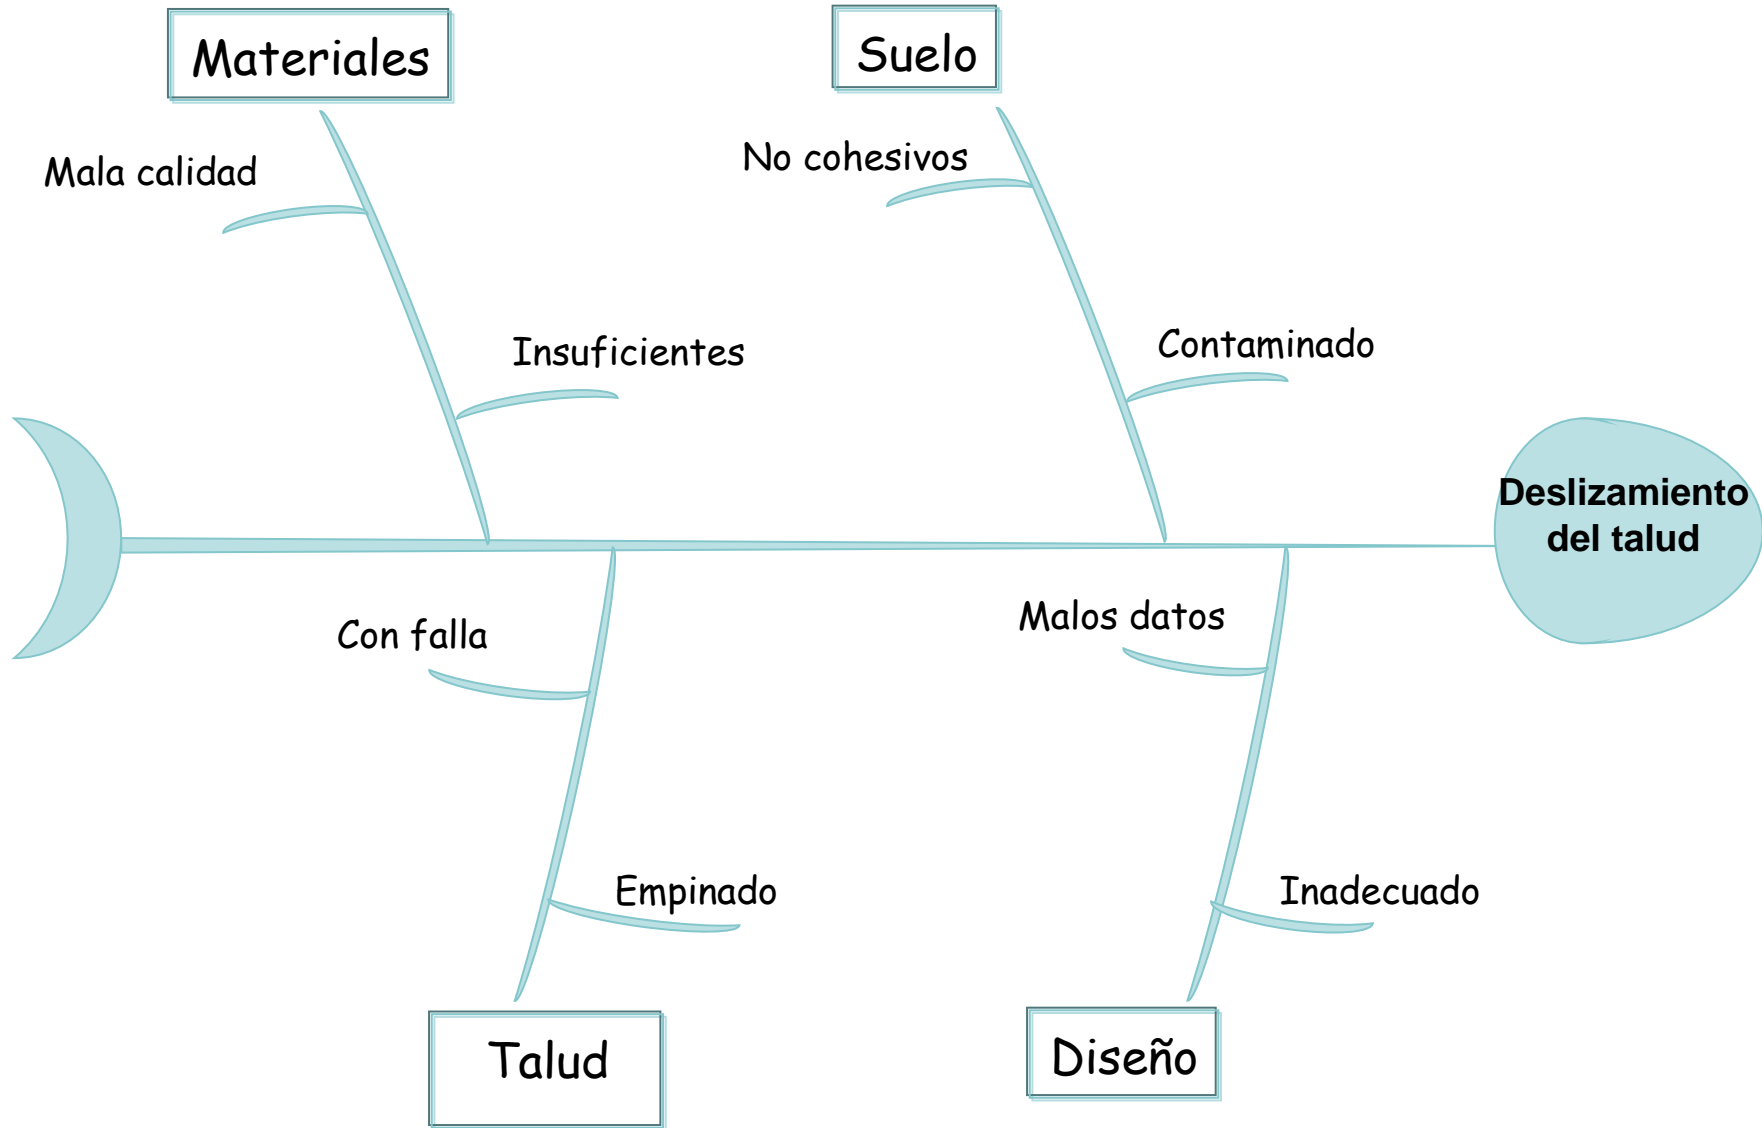 Materiales
Suelo
Mala calidad
No cohesivos
Insuficientes
Contaminado
Deslizamiento
del talud
Con falla
Malos datos
Empinado
Inadecuado
Talud
Diseño